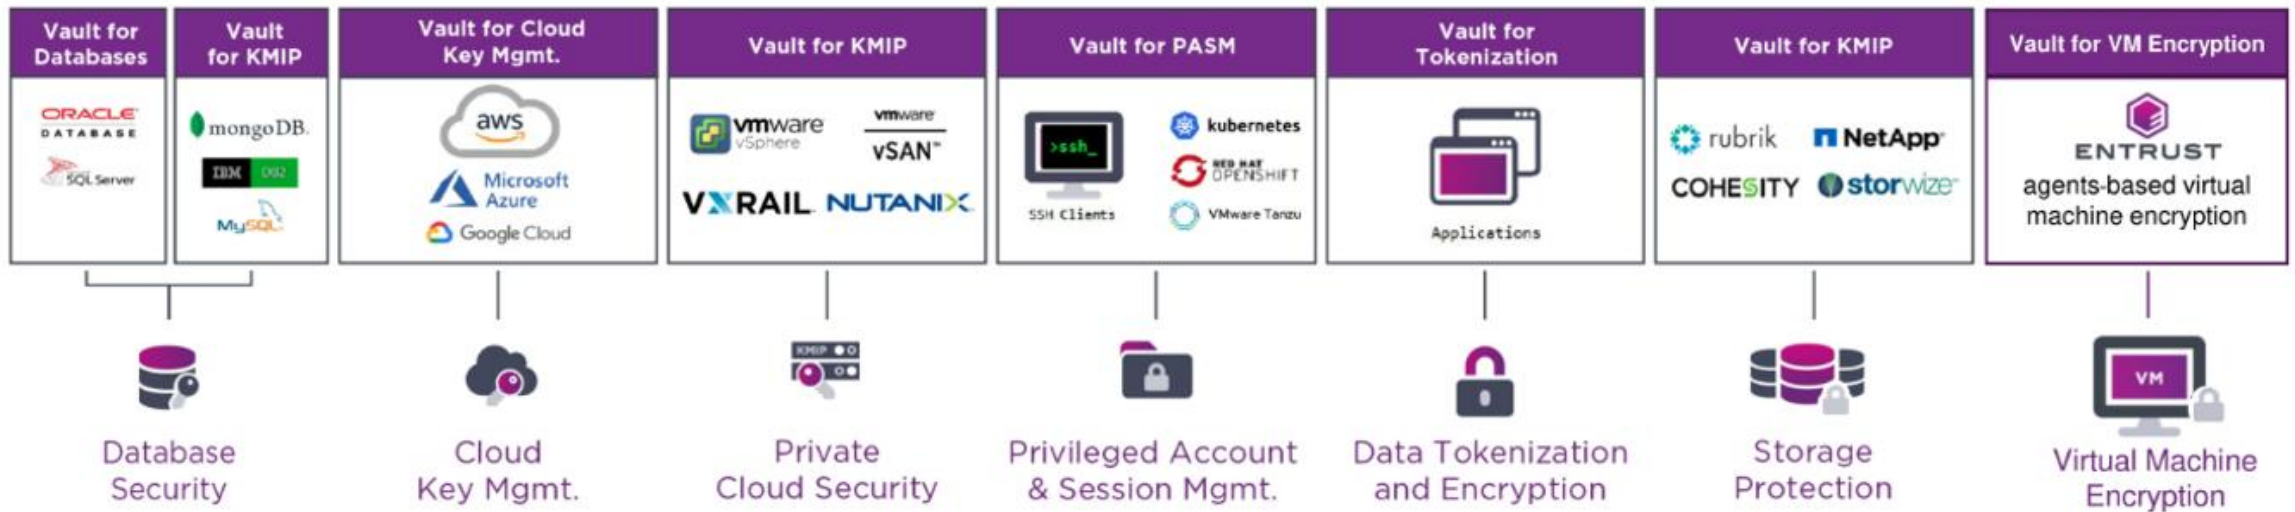 Vault for
Databases
ORACLE
DATABASE
SQL Server
Vault
for KMIP
mongoDB.
IBM DB2
MySQL
Vault for Cloud
Key Mgmt.
aws
Microsoft
Azure
Google Cloud
Vault for KMIP
vmware
vSphere
vmware
vSAN™
VXRAIL
NUTANIX
Vault for PASM
>ssh_
SSH Clients
kubernetes
RED HAT
OPENSHIFT
VMware Tanzu
Vault for
Tokenization
Applications
Vault for KMIP
rubrik
NetApp
COHESITY
storwize
Vault for VM Encryption
ENTRUST
agents-based virtual
machine encryption
Database
Security
Cloud
Key Mgmt.
KMIP
Private
Cloud Security
Privileged Account
& Session Mgmt.
Data Tokenization
and Encryption
Storage
Protection
VM
Virtual Machine
Encryption